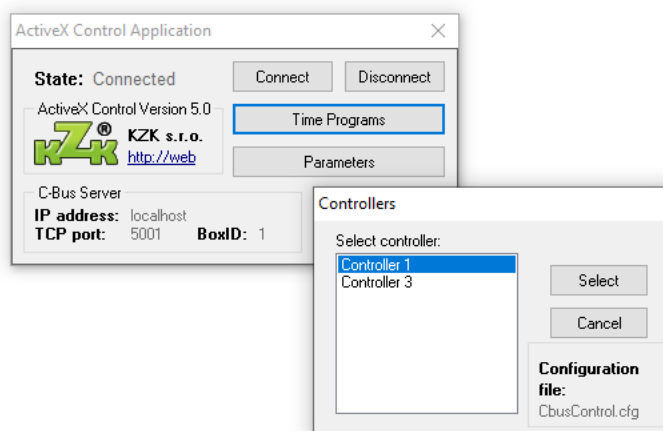 ActiveX Control Application
State: Connected
Connect
Disconnect
ActiveX Control Version 5.0
KZK®
KZK s.r.o.
http://web
Time Programs
Parameters
C-Bus Server
IP address: localhost
TCP port: 5001 BoxID: 1
Controllers
Select controller:
Controller 1
Controller 3
Select
Cancel
Configuration
file:
CbusControl.cfg